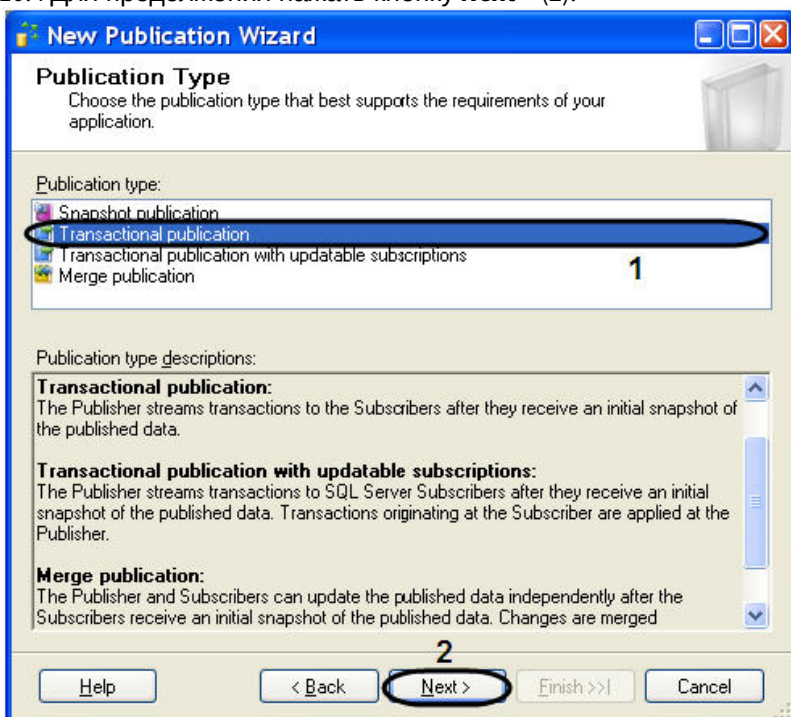 Для продолжения нажать кнопку Next (2).
New Publication Wizard
Publication Type
Choose the publication type that best supports the requirements of your
application.
Publication type:
Snapshot publication
Transactional publication
Transactional publication with updatable subscriptions
1
Merge publication
Publication type descriptions:
Transactional publication:
The Publisher streams transactions to the Subscribers after they receive an initial snapshot of
the published data.
Transactional publication with updatable subscriptions:
The Publisher streams transactions to SQL Server Subscribers after they receive an initial
snapshot of the published data. Transactions originating at the Subscriber are applied at the
Publisher.
Merge publication:
The Publisher and Subscribers can update the published data independently after the
Subscribers receive an initial snapshot of the published data. Changes are merged
2
Help
< Back
Next >
Finish >>|
Cancel